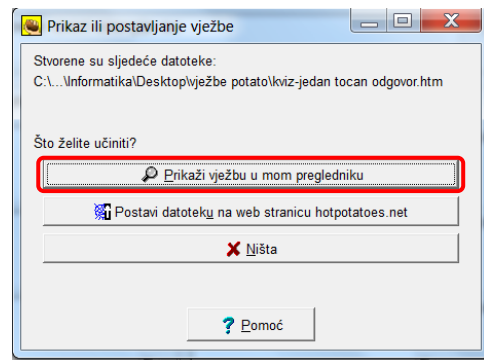 Prikaz ili postavljanje vježbe
Stvorene su sljedeće datoteke:
C:\...\Informatika\Desktop\vježbe potato\kviz-jedan tocan odgovor.htm
Što želite učiniti?
Prikaži vježbu u mom pregledniku
Postavi datoteku na web stranicu hotpotatoes.net
Ništa
Pomoć